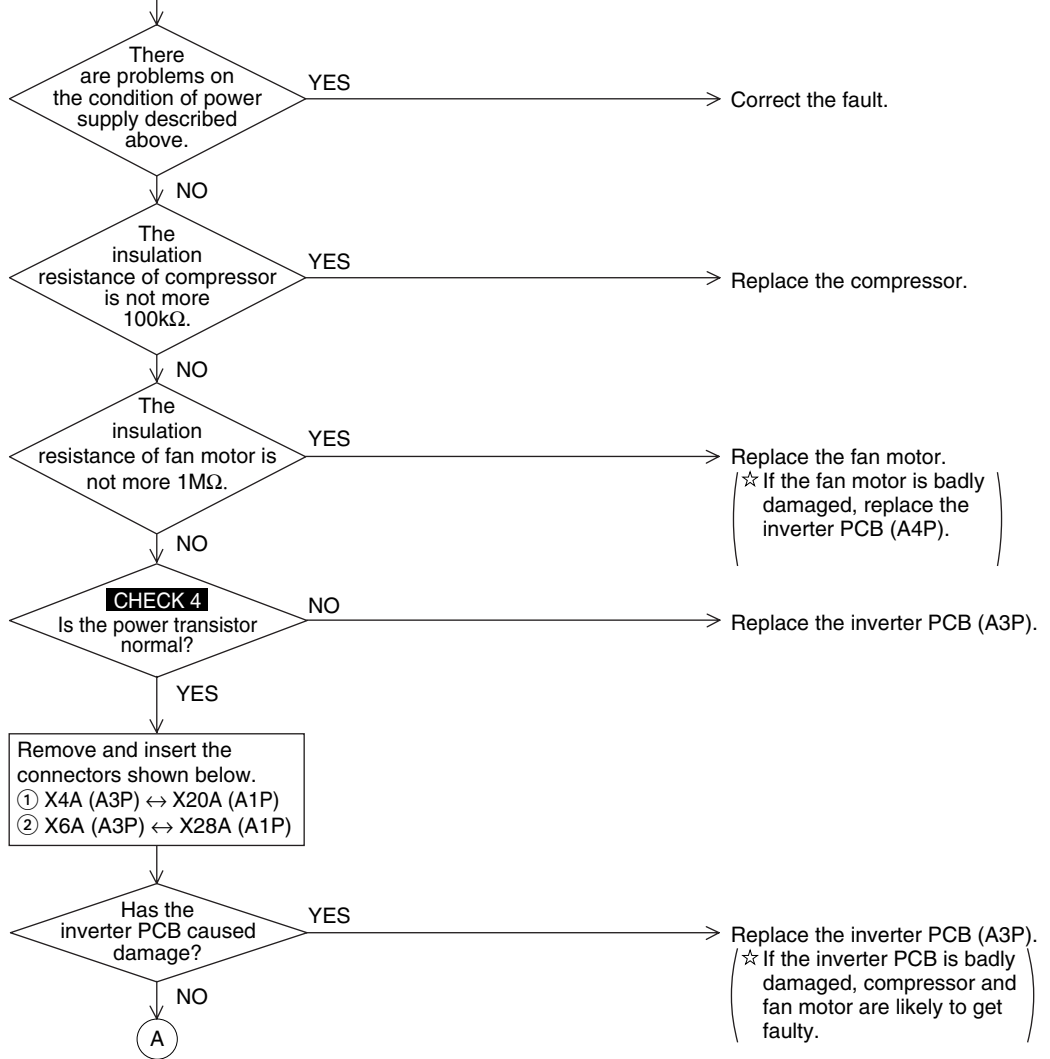 There
are problems on
the condition of power
supply described
above.
YES
Correct the fault.
NO
The
insulation
resistance of compressor
is not more
100kΩ.
YES
Replace the compressor.
NO
The
insulation
resistance of fan motor is
not more 1MΩ.
YES
Replace the fan motor.
☆ If the fan motor is badly
damaged, replace the
inverter PCB (A4P).
NO
CHECK 4
Is the power transistor
normal?
NO
Replace the inverter PCB (A3P).
YES
Remove and insert the
connectors shown below.
① X4A (A3P) ↔ X20A (A1P)
② X6A (A3P) ↔ X28A (A1P)
Has the
inverter PCB caused
damage?
YES
Replace the inverter PCB (A3P).
☆ If the inverter PCB is badly
damaged, compressor and
fan motor are likely to get
faulty.
NO
A